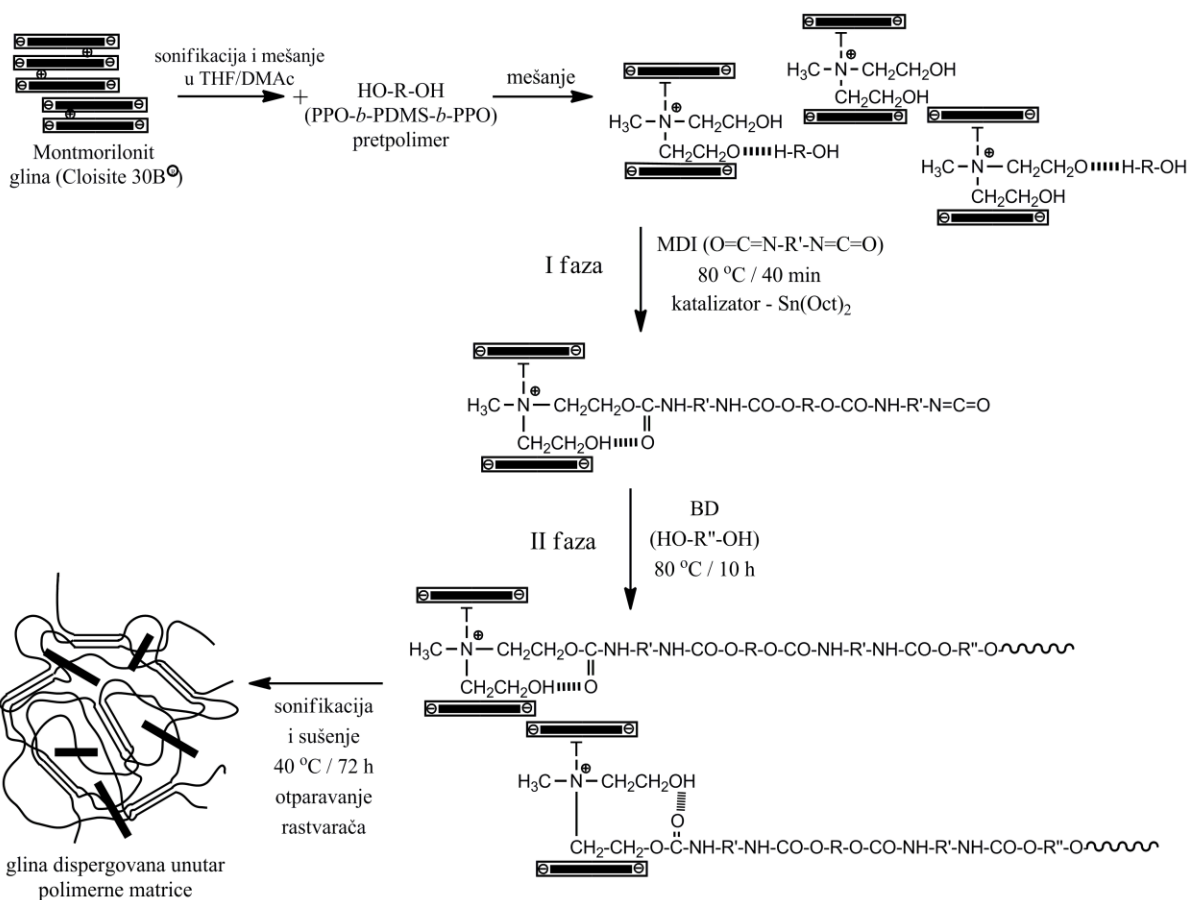 sonifikacija i mešanje
u THF/DMAc
Montmorilonit
glina (Cloisite 30B⊕)
+
HO-R-OH
(PPO-b-PDMS-b-PPO)
pretpolimer
mešanje
⊖ ⊖
T
⊕
H₃C—N—CH₂CH₂OH
CH₂CH₂O H-R-OH
⊖ ⊖
⊖ ⊖
T
⊕
H₃C—N—CH₂CH₂OH
CH₂CH₂OH
⊖ ⊖
⊖ ⊖
T
⊕
H₃C—N—CH₂CH₂O H-R-OH
CH₂CH₂OH
⊖ ⊖
I faza
MDI (O=C=N-R'-N=C=O)
80 °C / 40 min
katalizator - Sn(Oct)₂
⊖ ⊖
T
⊕
H₃C—N—CH₂CH₂O-C-NH-R'-NH-CO-O-R-O-CO-NH-R'-N=C=O
CH₂CH₂OH O
⊖ ⊖
II faza
BD
(HO-R"-OH)
80 °C / 10 h
⊖ ⊖
T
⊕
H₃C—N—CH₂CH₂O-C-NH-R'-NH-CO-O-R-O-CO-NH-R'-NH-CO-O-R"-O
CH₂CH₂OH O
⊖ ⊖
⊖ ⊖
T
⊕
H₃C—N—CH₂CH₂OH
O
CH₂-CH₂-O-C-NH-R'-NH-CO-O-R-O-CO-NH-R'-NH-CO-O-R"-O
⊖ ⊖
sonifikacija
i sušenje
40 °C / 72 h
otparavanje
rastvarača
glina dispergovana unutar
polimerne matrice